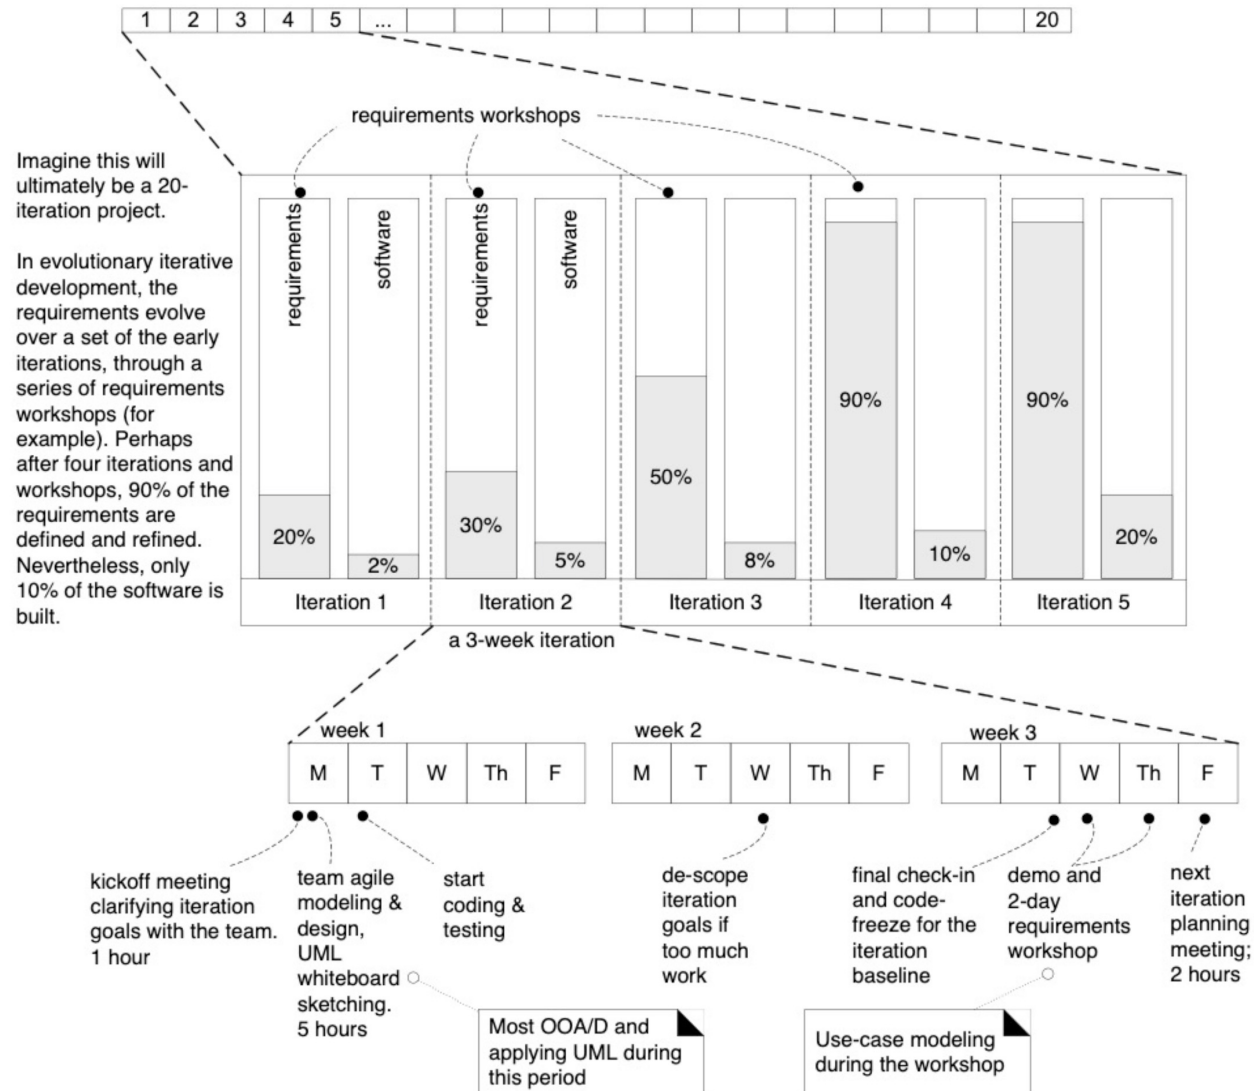 1 2 3 4 5 ... 20
requirements workshops
Imagine this will
ultimately be a 20-
iteration project.
In evolutionary iterative
development, the
requirements evolve
over a set of the early
iterations, through a
series of requirements
workshops (for
example). Perhaps
after four iterations and
workshops, 90% of the
requirements are
defined and refined.
Nevertheless, only
10% of the software is
built.
requirements
software
requirements
software
20%
2%
30%
5%
50%
8%
90%
10%
90%
20%
Iteration 1
Iteration 2
Iteration 3
Iteration 4
Iteration 5
a 3-week iteration
week 1
M T W Th F
week 2
M T W Th F
week 3
M T W Th F
kickoff meeting
clarifying iteration
goals with the team.
1 hour
team agile
modeling &
design,
UML
whiteboard
sketching.
5 hours
start
coding &
testing
de-scope
iteration
goals if
too much
work
final check-in
and code-
freeze for the
iteration
baseline
demo and
2-day
requirements
workshop
next
iteration
planning
meeting;
2 hours
Most OOA/D and
applying UML during
this period
Use-case modeling
during the workshop